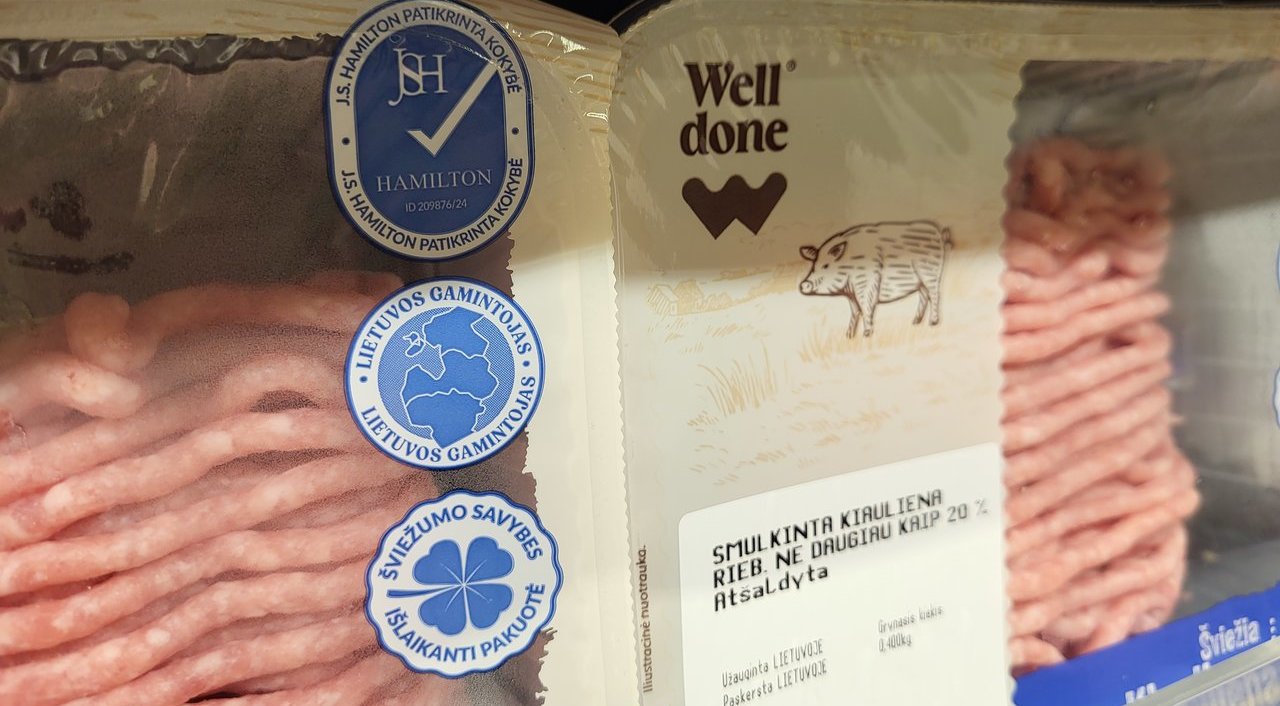 J.S. HAMILTON PATIKRINTA KOKYBĖ
JSH
HAMILTON
ID 209876/24
J.S. HAMILTON PATIKRINTA KOKYBĖ
LIETUVOS GAMINTOJAS
LIETUVOS GAMINTOJAS
ŠVIEŽUMO SAVYBES
IŠLAIKANTI PAKUOTĖ
Well®
done
SMULKINTA KIAULIENA
RIEB. NE DAUGIAU KAIP 20 %
Atšaldyta
Grynasis kiekis
0,400kg
Užauginta LIETUVOJE
Paskersta LIETUVOJE
Iliustracinė nuotrauka.
Šviežia